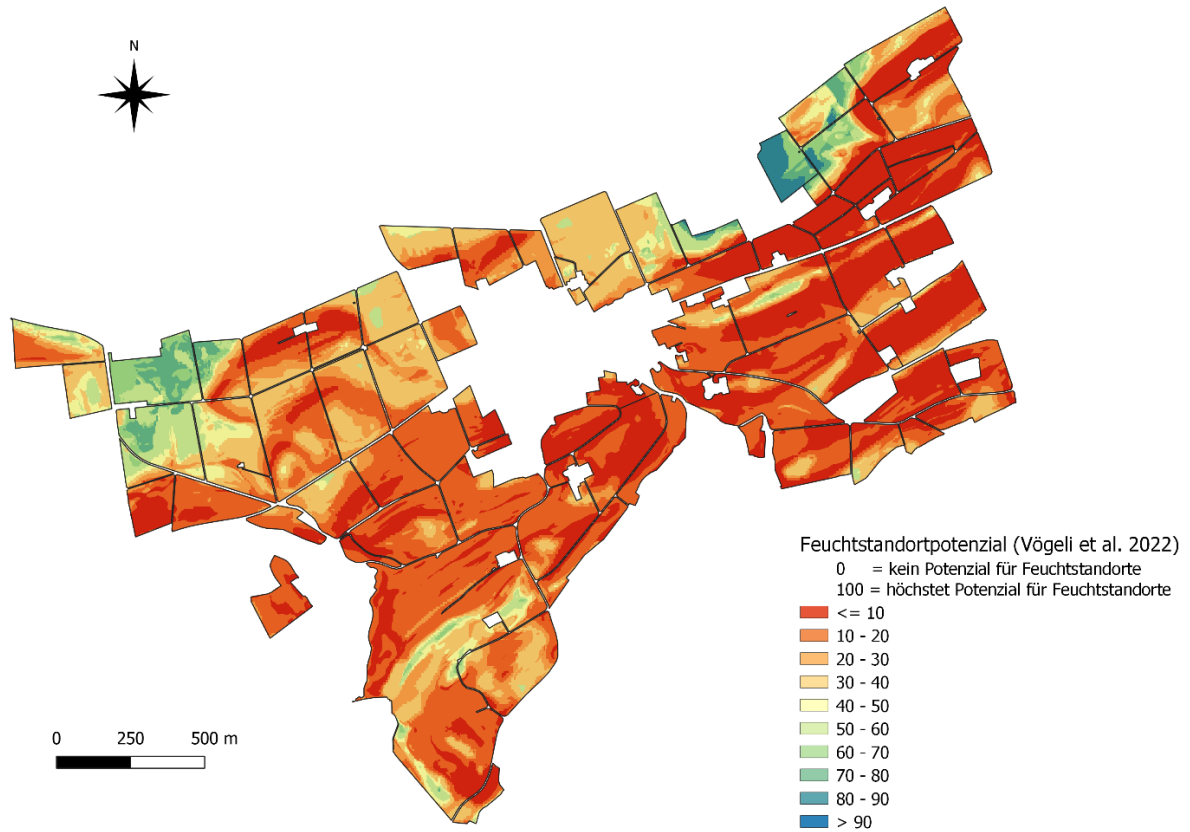 N
Feuchtstandortpotenzial (Vögeli et al. 2022)
0 = kein Potenzial für Feuchtstandorte
100 = höchstet Potenzial für Feuchtstandorte
<= 10
10 - 20
20 - 30
30 - 40
40 - 50
50 - 60
60 - 70
70 - 80
80 - 90
> 90
0 250 500 m